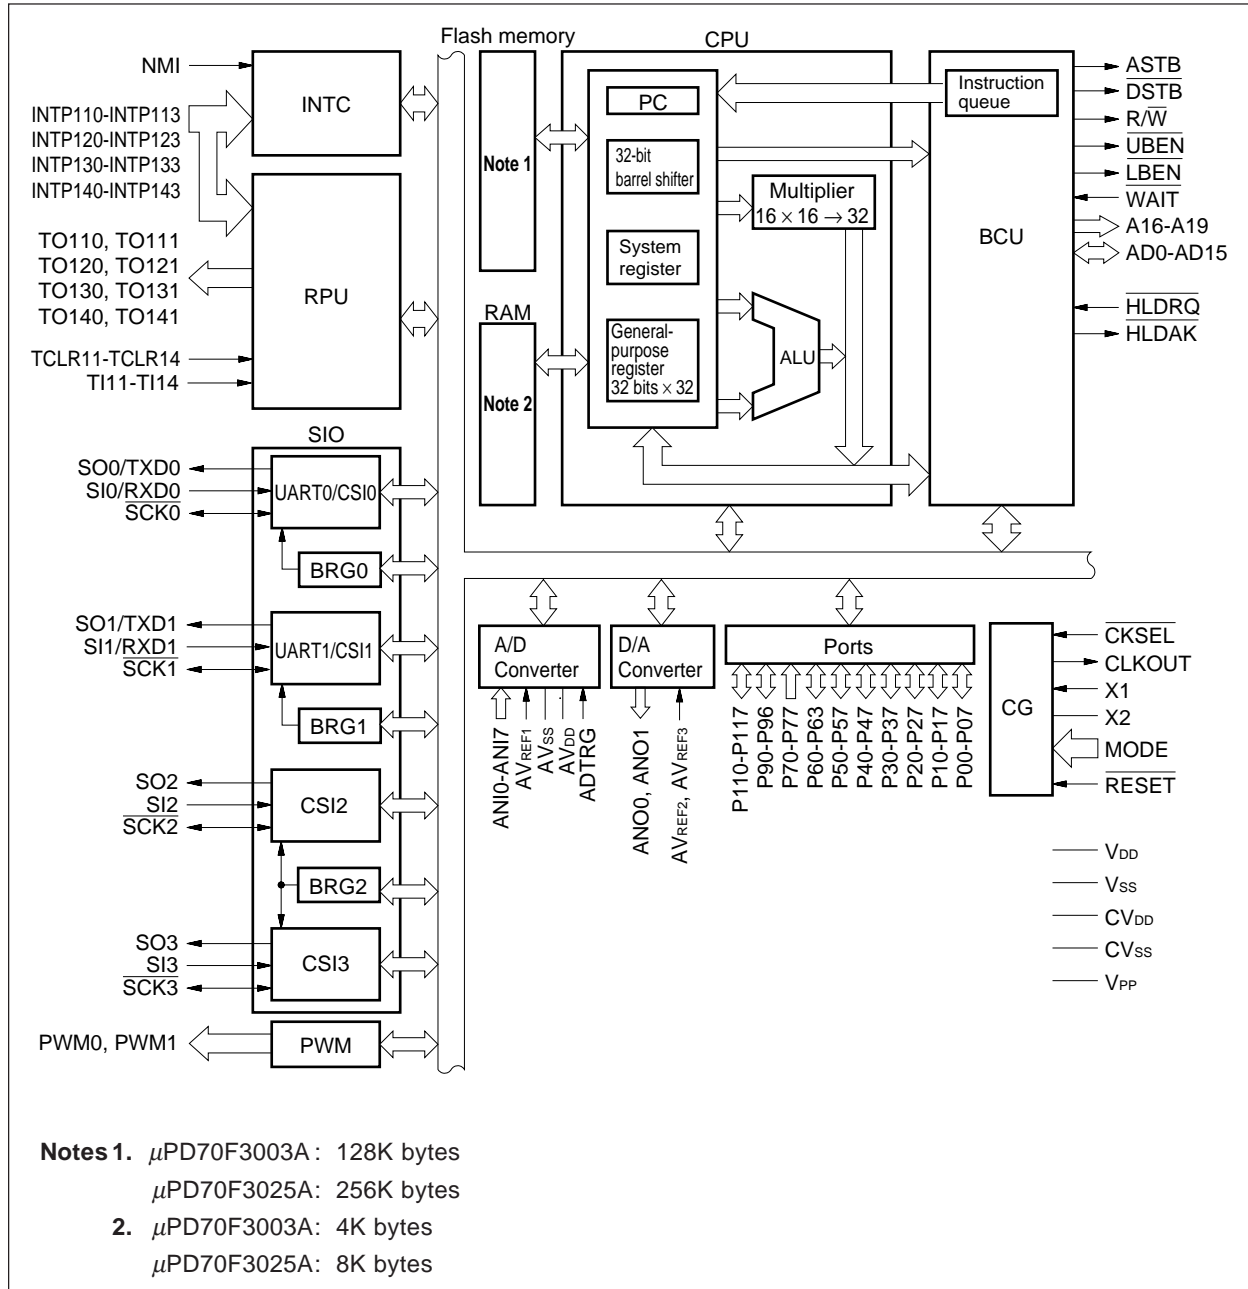 Flash memory
CPU
NMI
INTC
INTP110-INTP113
INTP120-INTP123
INTP130-INTP133
INTP140-INTP143
TO110, TO111
TO120, TO121
TO130, TO131
TO140, TO141
RPU
TCLR11-TCLR14
TI11-TI14
Note 1
RAM
Note 2
PC
32-bit
barrel shifter
System
register
General-
purpose
register
32 bits × 32
Multiplier
16 × 16 → 32
ALU
Instruction
queue
BCU
ASTB
DSTB
R/W
UBEN
LBEN
WAIT
A16-A19
AD0-AD15
HLDRQ
HLDAK
SIO
SO0/TXD0
SI0/RXD0
SCK0
UART0/CSI0
BRG0
SO1/TXD1
SI1/RXD1
SCK1
UART1/CSI1
BRG1
SO2
SI2
SCK2
CSI2
BRG2
SO3
SI3
SCK3
CSI3
PWM0, PWM1
PWM
A/D
Converter
ANI0-ANI7
AVREF1
AVSS
AVDD
ADTRG
D/A
Converter
ANO0, ANO1
AVREF2, AVREF3
Ports
P110-P117
P90-P96
P70-P77
P60-P63
P50-P57
P40-P47
P30-P37
P20-P27
P10-P17
P00-P07
CG
CKSEL
CLKOUT
X1
X2
MODE
RESET
VDD
VSS
CVDD
CVSS
VPP
Notes 1. μPD70F3003A: 128K bytes
μPD70F3025A: 256K bytes
2. μPD70F3003A: 4K bytes
μPD70F3025A: 8K bytes